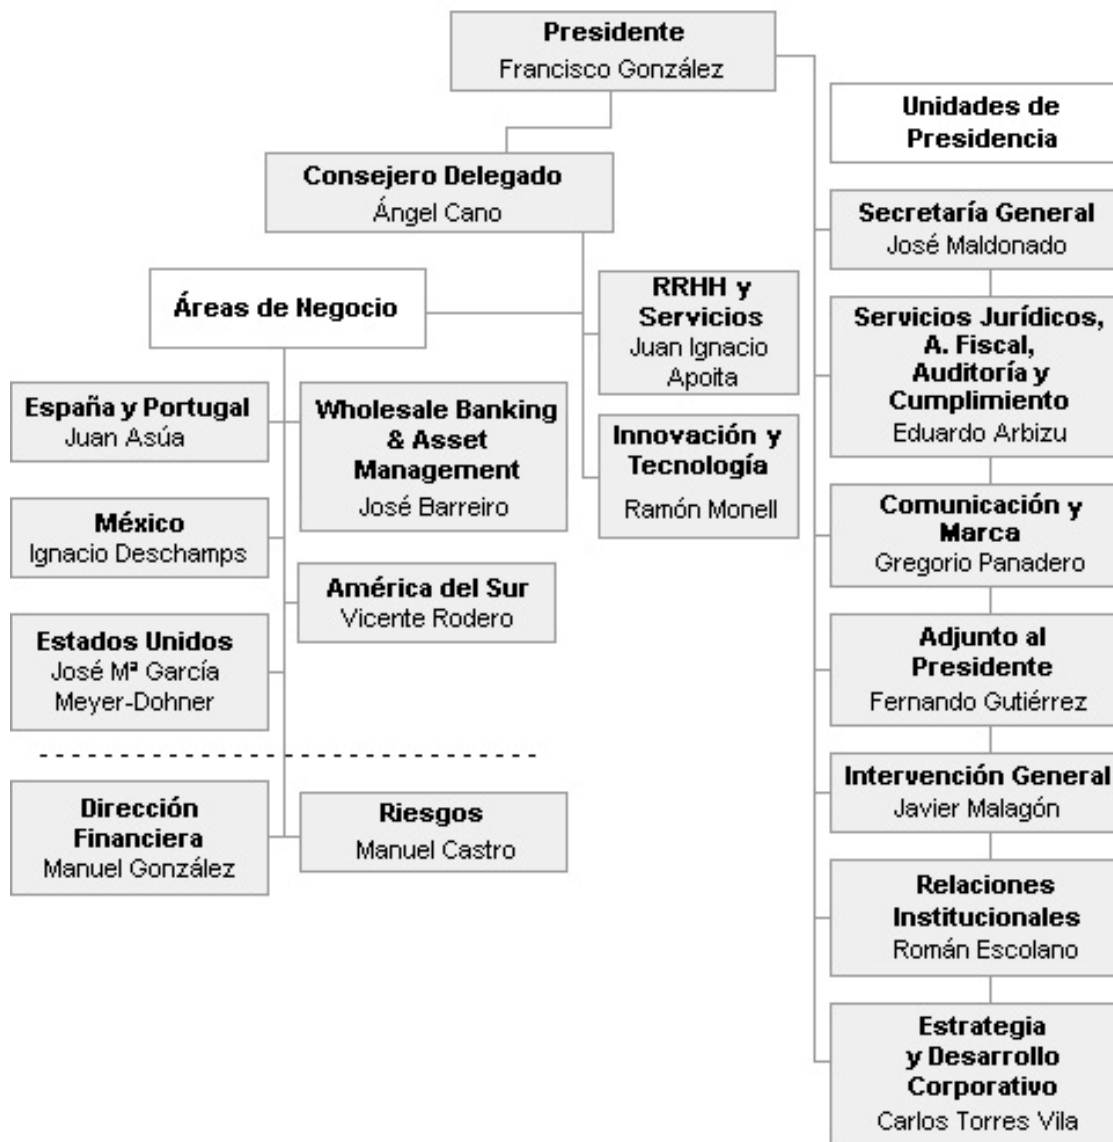 Presidente
Francisco González
Consejero Delegado
Ángel Cano
Áreas de Negocio
España y Portugal
Juan Asúa
México
Ignacio Deschamps
Estados Unidos
José Mª García
Meyer-Dohner
Dirección
Financiera
Manuel González
Wholesale Banking
& Asset
Management
José Barreiro
América del Sur
Vicente Rodero
Riesgos
Manuel Castro
RRHH y
Servicios
Juan Ignacio
Apoita
Innovación y
Tecnología
Ramón Monell
Unidades de
Presidencia
Secretaría General
José Maldonado
Servicios Jurídicos,
A. Fiscal,
Auditoría y
Cumplimiento
Eduardo Arbizu
Comunicación y
Marca
Gregorio Panadero
Adjunto al
Presidente
Fernando Gutiérrez
Intervención General
Javier Malagón
Relaciones
Institucionales
Román Escolano
Estrategia
y Desarrollo
Corporativo
Carlos Torres Vila